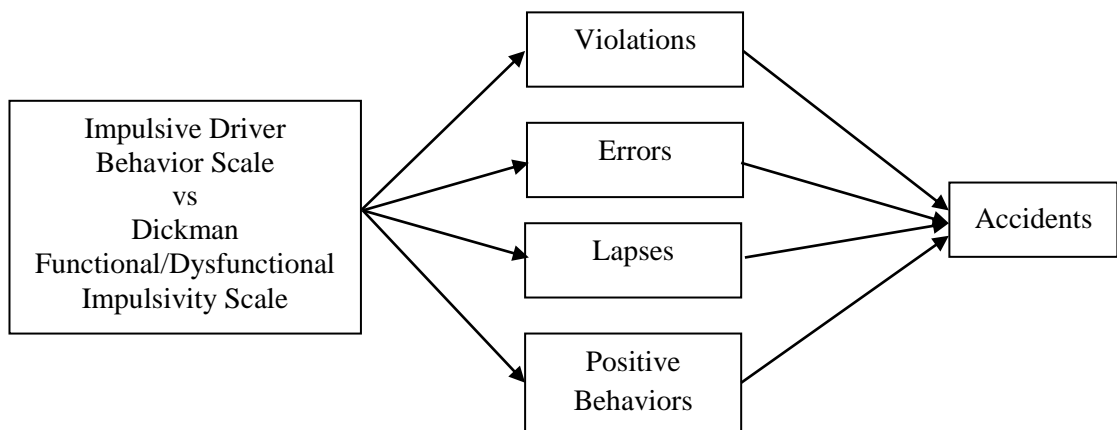 Impulsive Driver
Behavior Scale
vs
Dickman
Functional/Dysfunctional
Impulsivity Scale
Violations
Errors
Lapses
Positive
Behaviors
Accidents